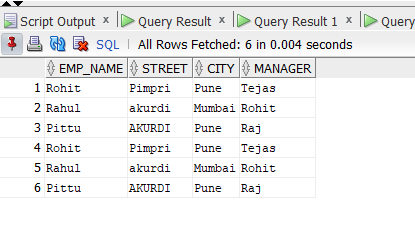 Script Output × Query Result × Query Result 1 × Query
SQL | All Rows Fetched: 6 in 0.004 seconds
EMP_NAME STREET CITY MANAGER
1 Rohit Pimpri Pune Tejas
2 Rahul akurdi Mumbai Rohit
3 Pittu AKURDI Pune Raj
4 Rohit Pimpri Pune Tejas
5 Rahul akurdi Mumbai Rohit
6 Pittu AKURDI Pune Raj